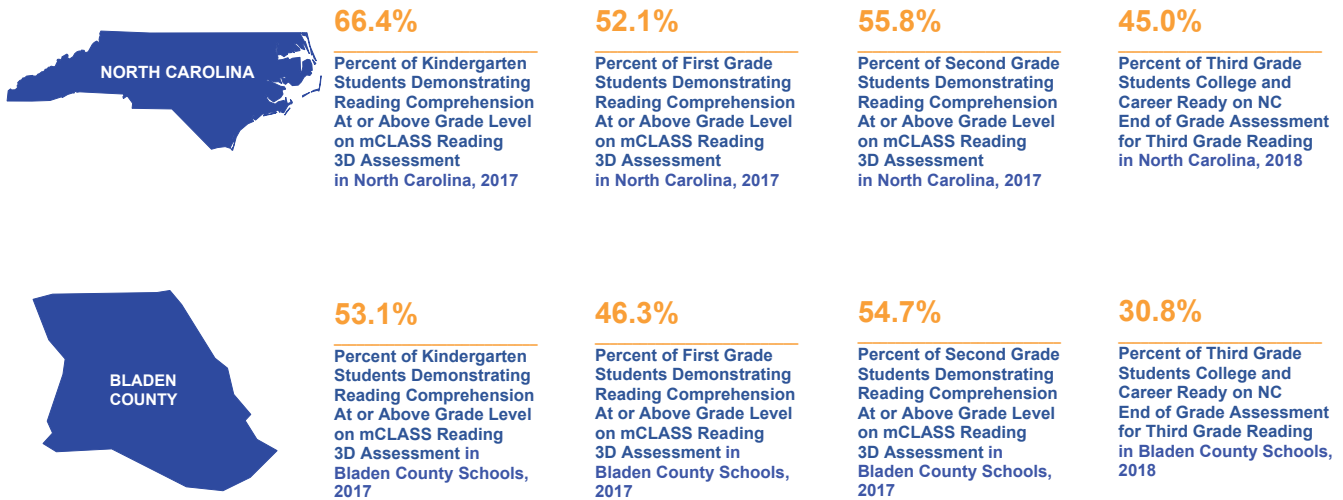 NORTH CAROLINA
66.4%
Percent of Kindergarten
Students Demonstrating
Reading Comprehension
At or Above Grade Level
on mCLASS Reading
3D Assessment
in North Carolina, 2017
52.1%
Percent of First Grade
Students Demonstrating
Reading Comprehension
At or Above Grade Level
on mCLASS Reading
3D Assessment
in North Carolina, 2017
55.8%
Percent of Second Grade
Students Demonstrating
Reading Comprehension
At or Above Grade Level
on mCLASS Reading
3D Assessment
in North Carolina, 2017
45.0%
Percent of Third Grade
Students College and
Career Ready on NC
End of Grade Assessment
for Third Grade Reading
in North Carolina, 2018
BLADEN
COUNTY
53.1%
Percent of Kindergarten
Students Demonstrating
Reading Comprehension
At or Above Grade Level
on mCLASS Reading
3D Assessment in
Bladen County Schools,
2017
46.3%
Percent of First Grade
Students Demonstrating
Reading Comprehension
At or Above Grade Level
on mCLASS Reading
3D Assessment in
Bladen County Schools,
2017
54.7%
Percent of Second Grade
Students Demonstrating
Reading Comprehension
At or Above Grade Level
on mCLASS Reading
3D Assessment in
Bladen County Schools,
2017
30.8%
Percent of Third Grade
Students College and
Career Ready on NC
End of Grade Assessment
for Third Grade Reading
in Bladen County Schools,
2018